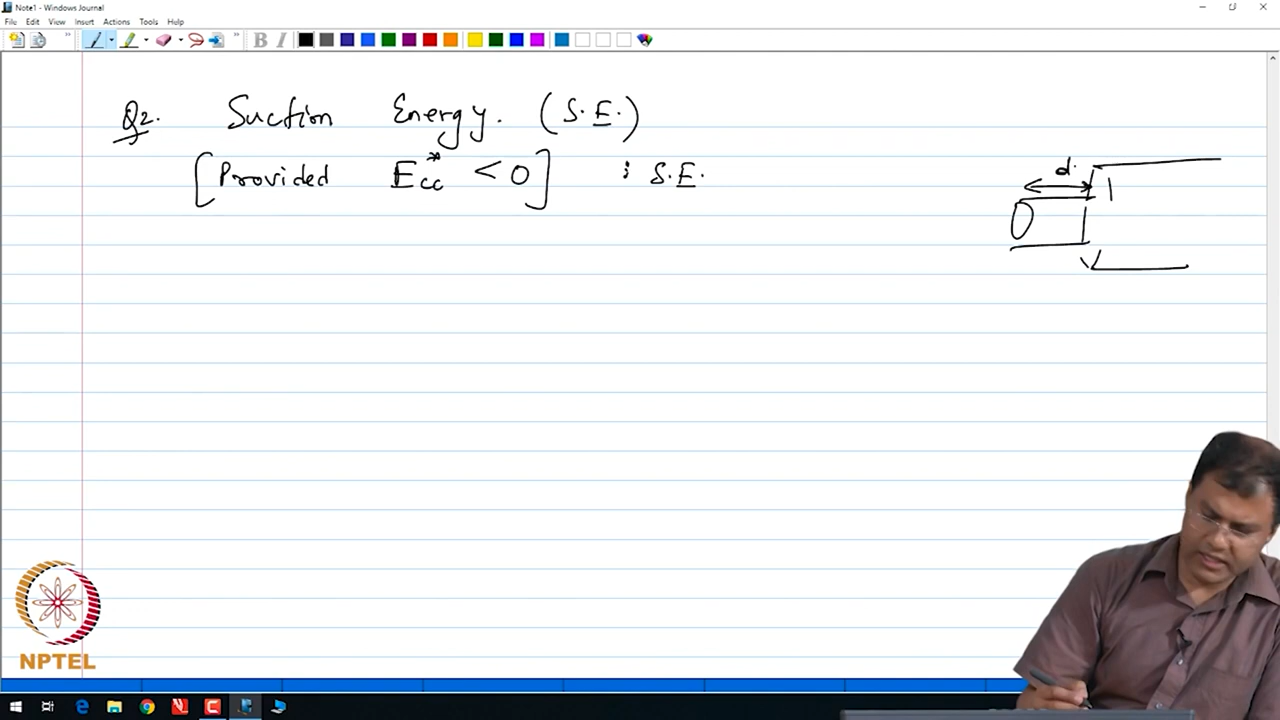 Note1 - Windows Journal
File Edit View Insert Actions Tools Help
Q2. Suction Energy. (S.E.)
[Provided E*cc < 0] : S.E.
d.
NPTEL